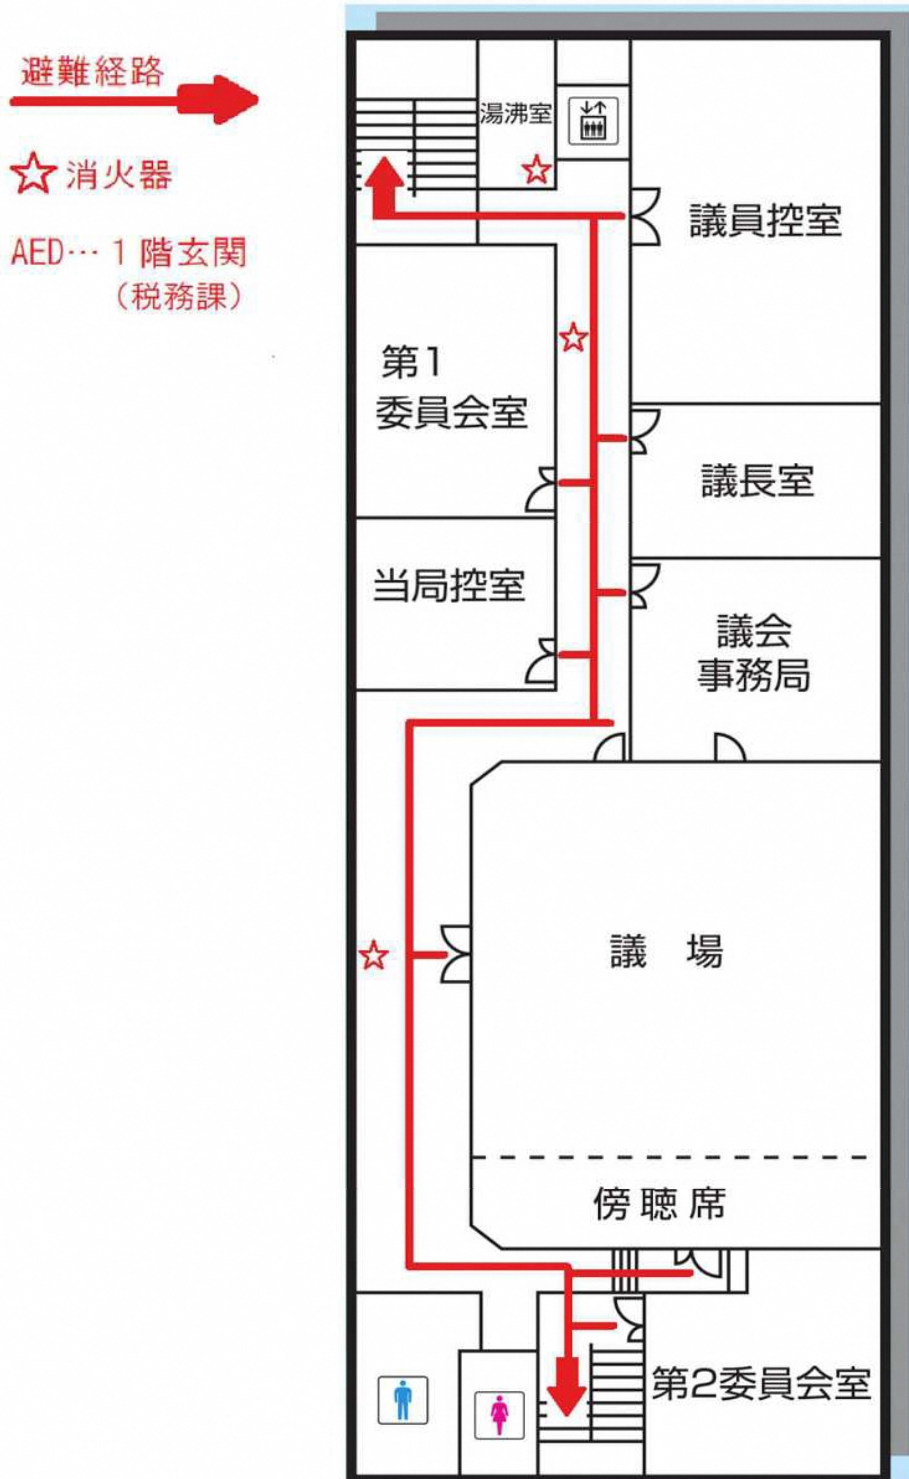 避難経路
☆消火器
AED…1階玄関
（税務課）
湯沸室
議員控室
第1
委員会室
議長室
当局控室
議会
事務局
議　場
傍聴席
第2委員会室